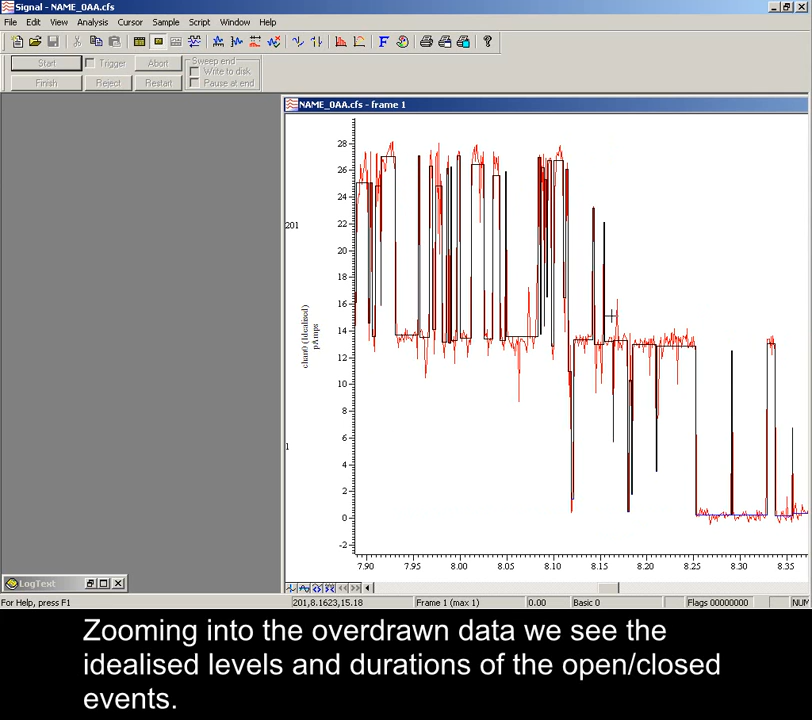 Signal - NAME_0AA.cfs
File Edit View Analysis Cursor Sample Script Window Help
Start Trigger Abort Sweep end
Write to disk
Finish Reject Restart Pause at end
NAME_0AA.cfs - frame 1
28
26
24
22
20
18
16
14
12
10
8
6
4
2
0
-2
201
1
chan0 (Idealised)
pAmps
7.90 7.95 8.00 8.05 8.10 8.15 8.20 8.25 8.30 8.35
LogText
For Help, press F1 201,8.1623,15.18 Frame 1 (max 1) 0.00 Basic 0 Flags 00000000 NUM
Zooming into the overdrawn data we see the
idealised levels and durations of the open/closed
events.